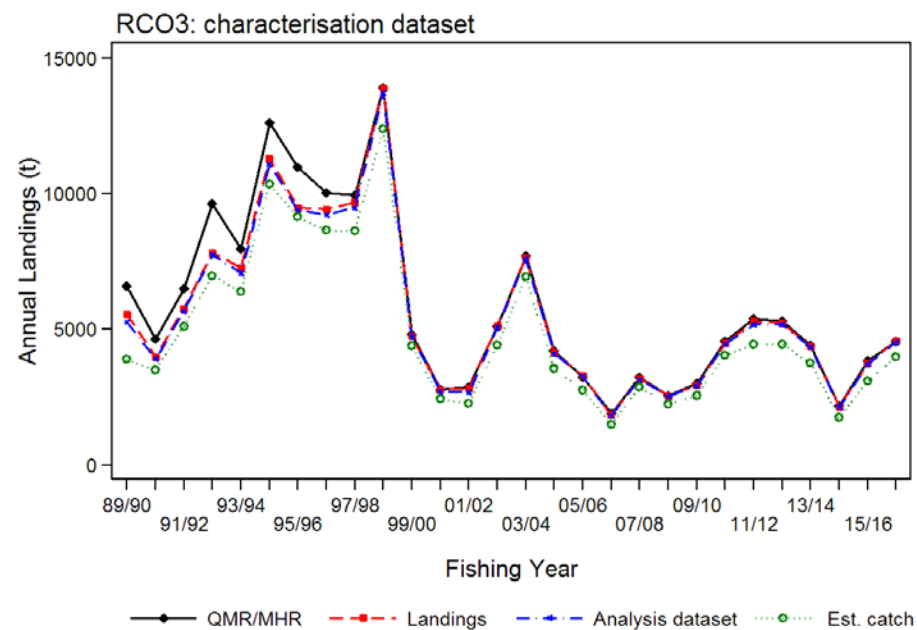 RCO3: characterisation dataset
Annual Landings (t)
15000
10000
5000
0
89/90 93/94 97/98 01/02 05/06 09/10 13/14
91/92 95/96 99/00 03/04 07/08 11/12 15/16
Fishing Year
QMR/MHR Landings Analysis dataset Est. catch